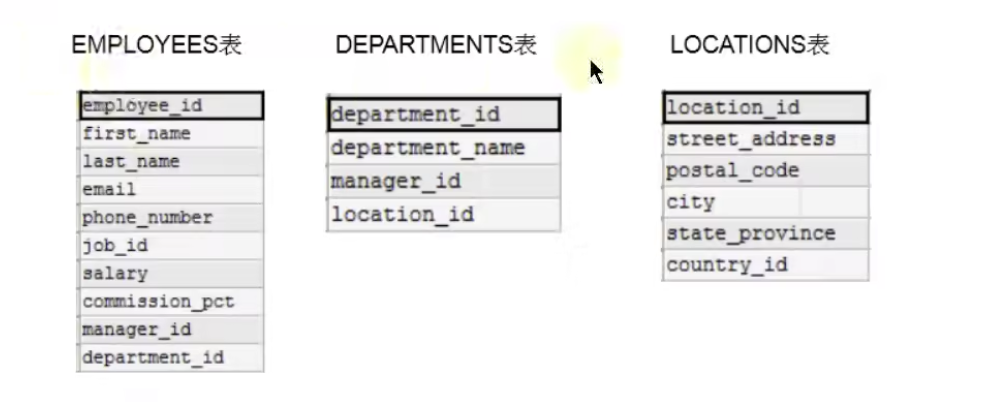 EMPLOYEES表
employee_id
first_name
last_name
email
phone_number
job_id
salary
commission_pct
manager_id
department_id
DEPARTMENTS表
department_id
department_name
manager_id
location_id
LOCATIONS表
location_id
street_address
postal_code
city
state_province
country_id